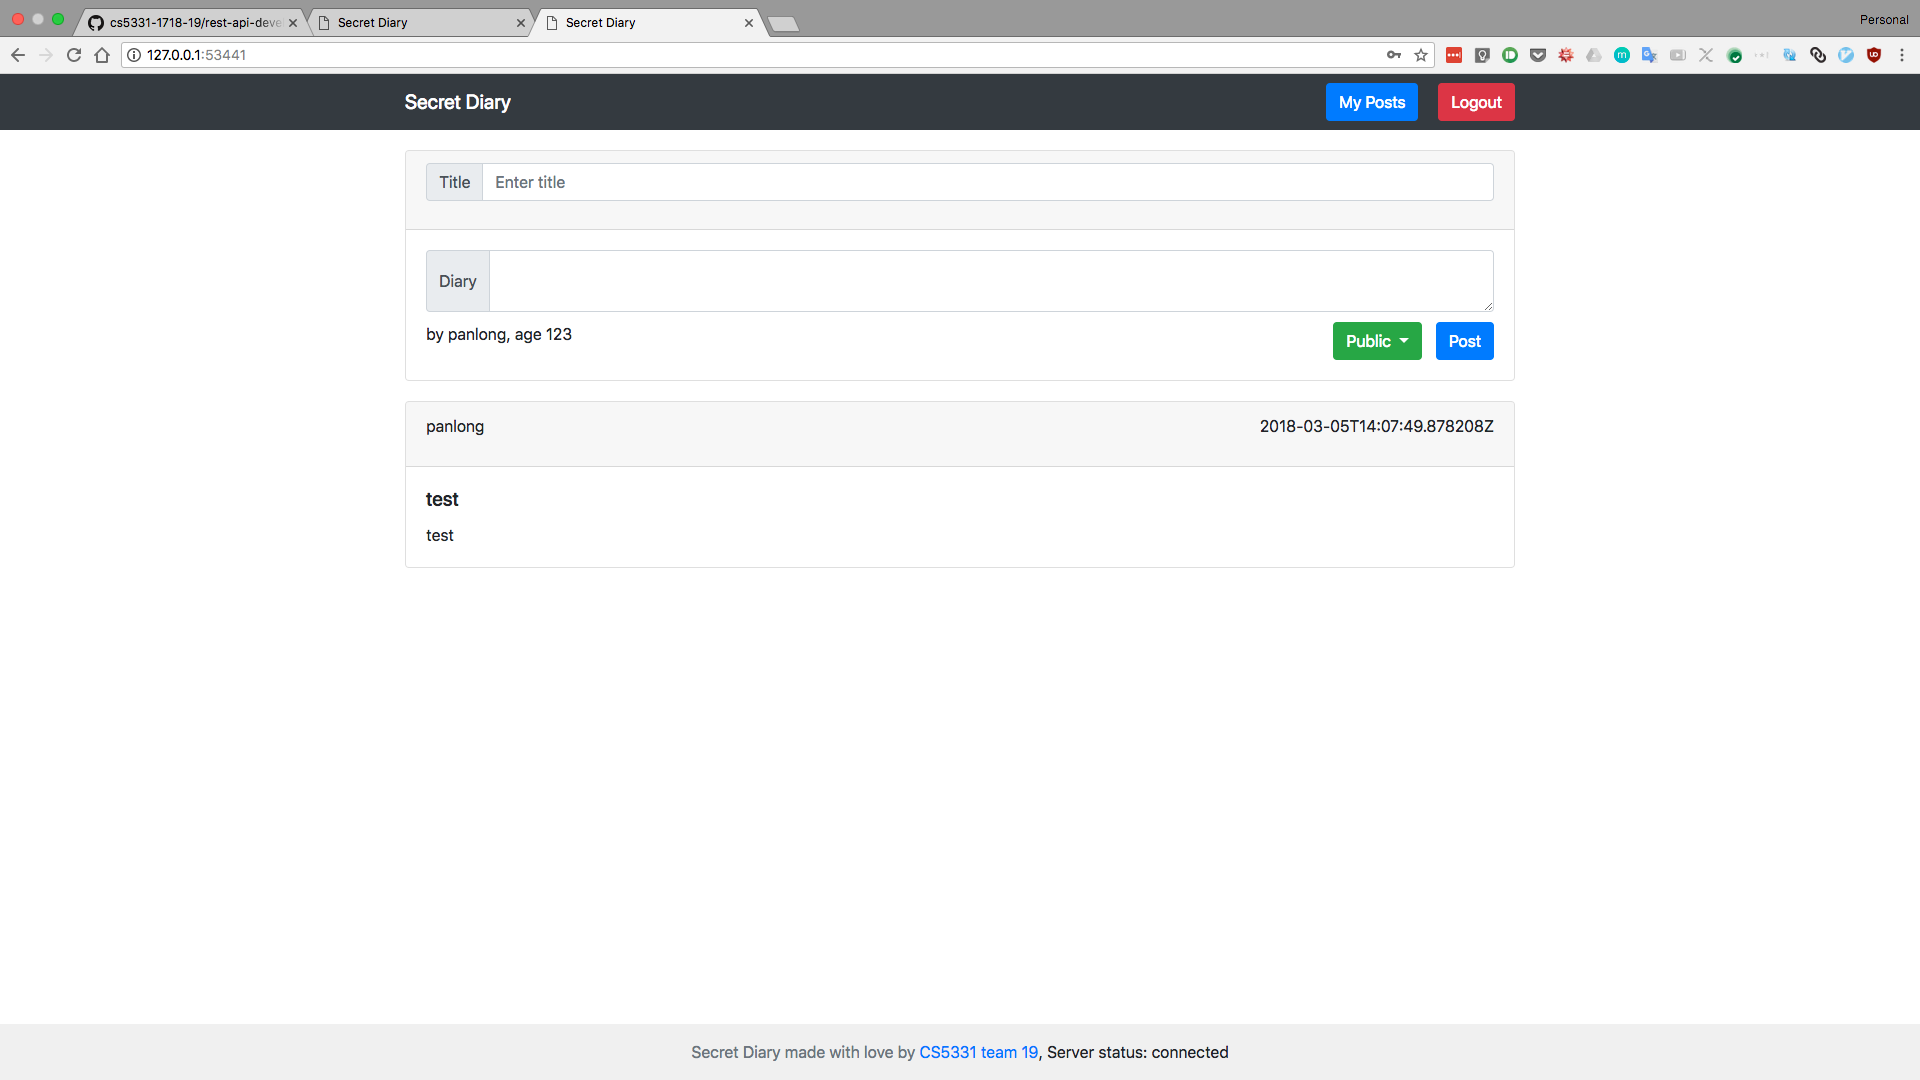 Personal
cs5331-1718-19/rest-api-deve
Secret Diary
Secret Diary
127.0.0.1:53441
Secret Diary
My Posts
Logout
Title
Enter title
Diary
by panlong, age 123
Public
Post
panlong
2018-03-05T14:07:49.878208Z
test
test
Secret Diary made with love by CS5331 team 19, Server status: connected